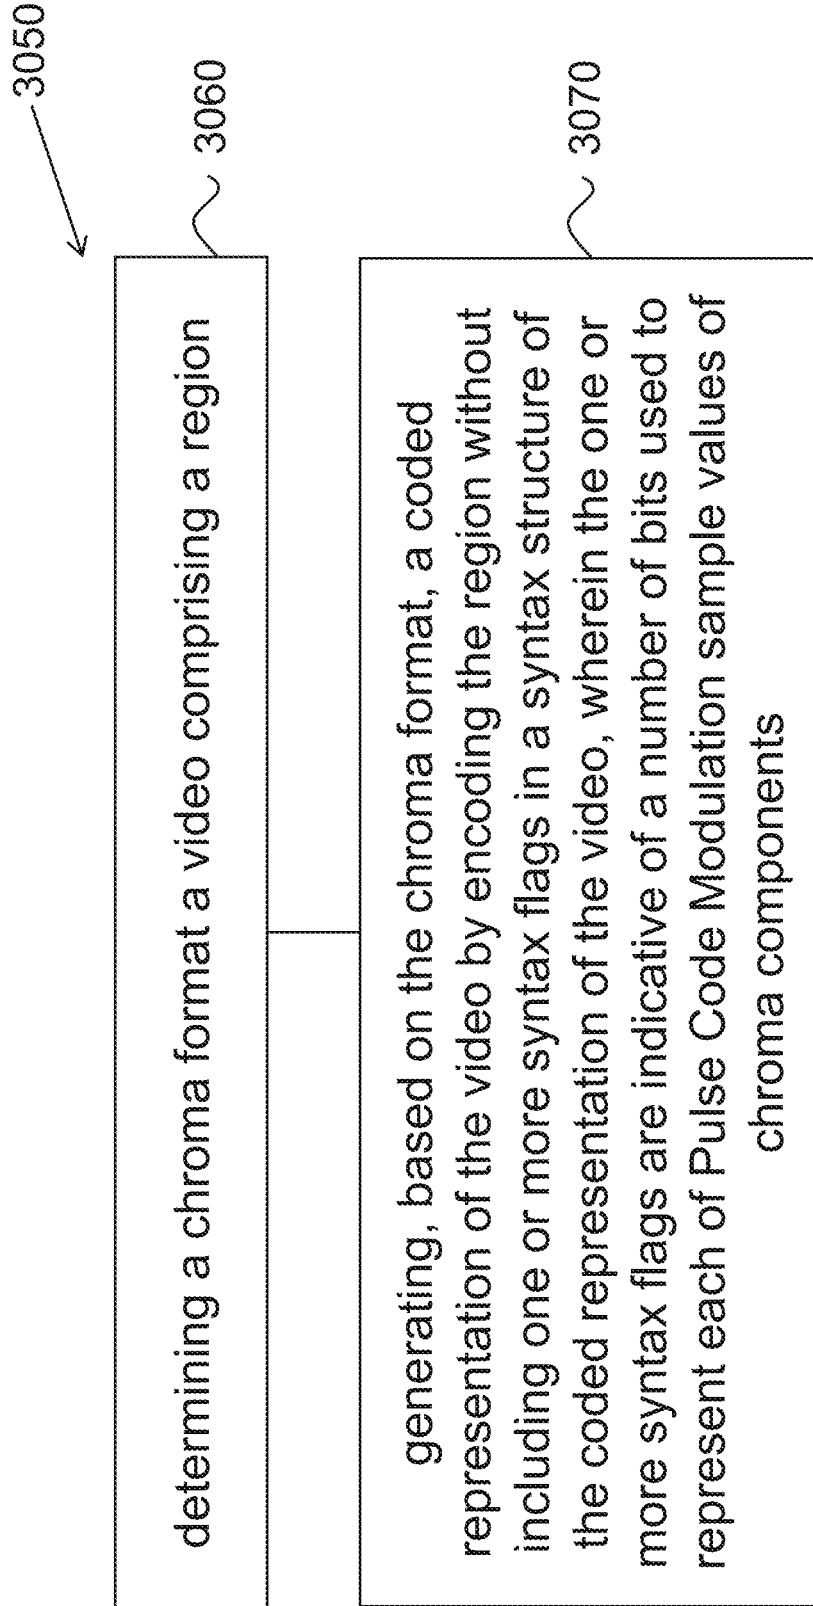 3050
determining a chroma format a video comprising a region
3060
generating, based on the chroma format, a coded
representation of the video by encoding the region without
including one or more syntax flags in a syntax structure of
the coded representation of the video, wherein the one or
more syntax flags are indicative of a number of bits used to
represent each of Pulse Code Modulation sample values of
chroma components
3070